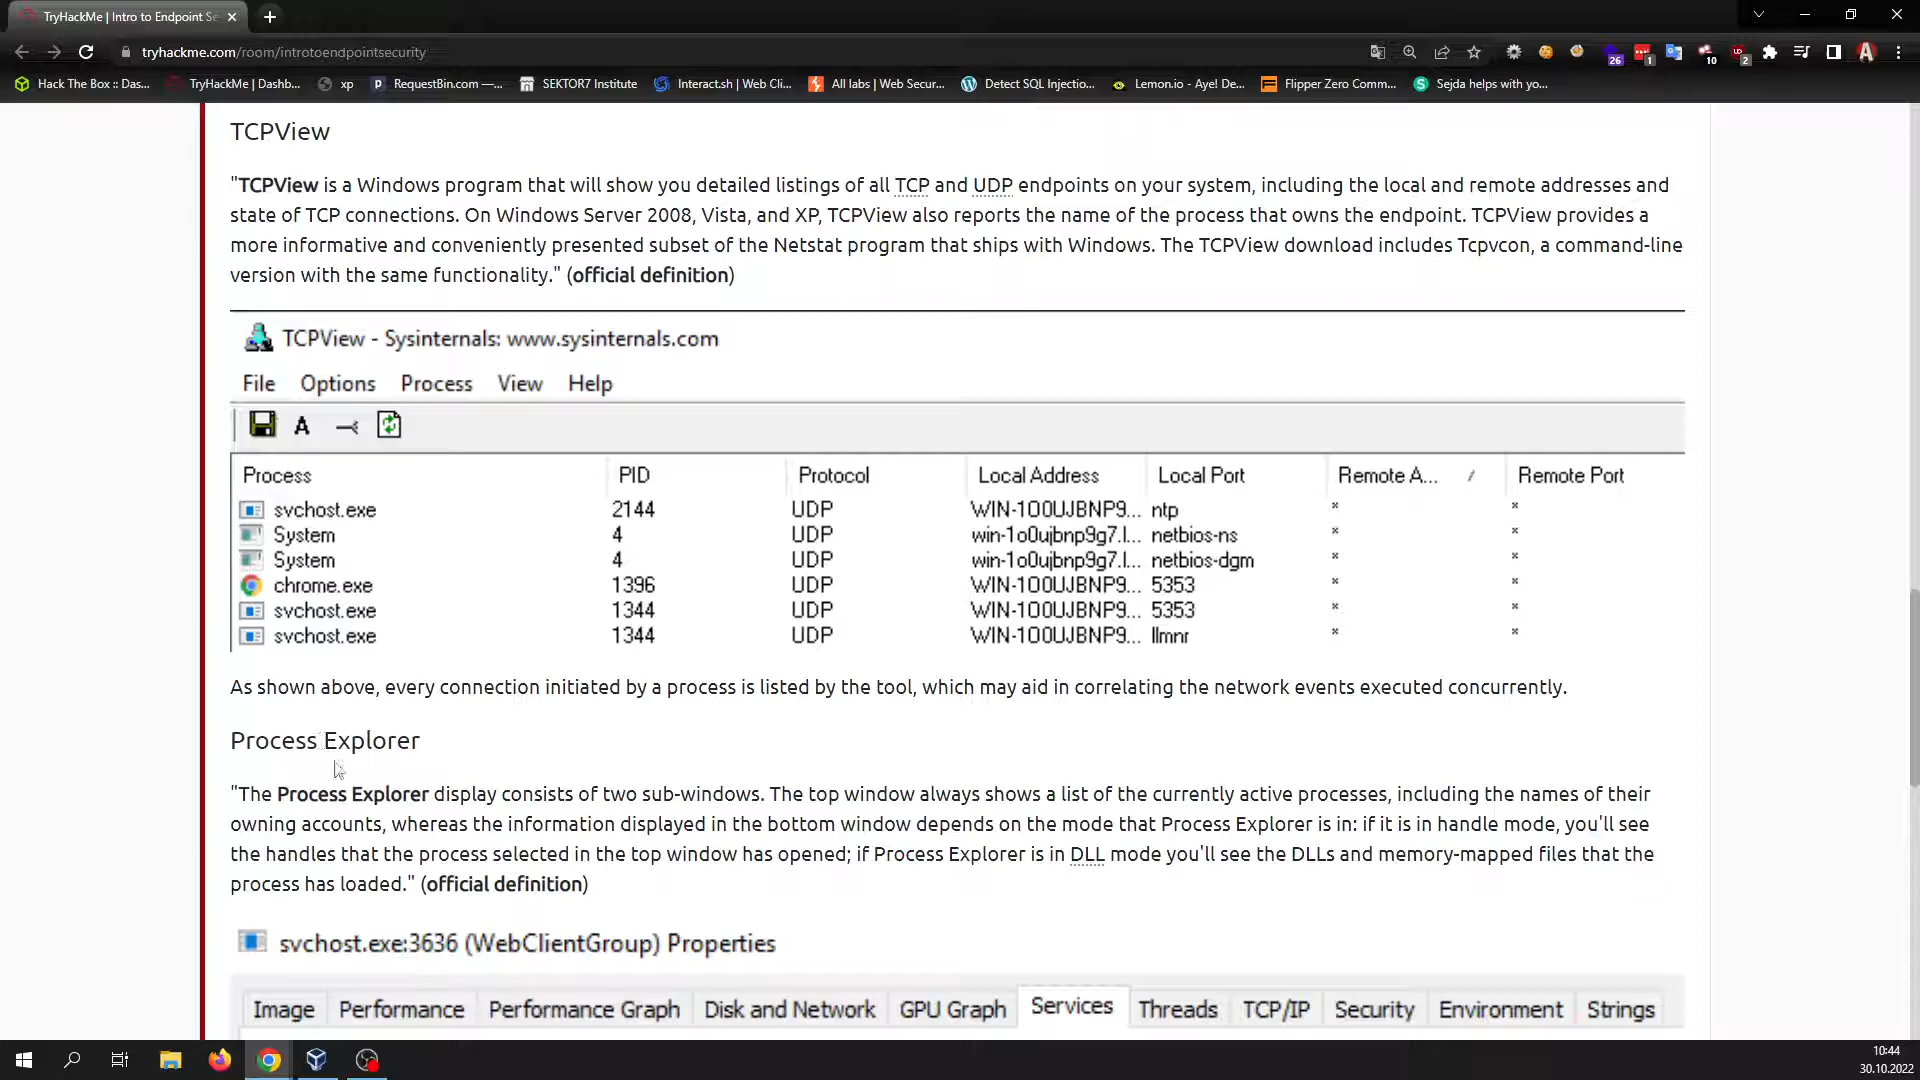 TryHackMe | Intro to Endpoint Se
tryhackme.com/room/introtoendpointsecurity
26
1
10
2
A
Hack The Box :: Das...
TryHackMe | Dashb...
xp
RequestBin.com —...
SEKTOR7 Institute
Interact.sh | Web Cli...
All labs | Web Secur...
Detect SQL Injectio...
Lemon.io - Aye! De...
Flipper Zero Comm...
Sejda helps with yo...
TCPView
"TCPView is a Windows program that will show you detailed listings of all TCP and UDP endpoints on your system, including the local and remote addresses and
state of TCP connections. On Windows Server 2008, Vista, and XP, TCPView also reports the name of the process that owns the endpoint. TCPView provides a
more informative and conveniently presented subset of the Netstat program that ships with Windows. The TCPView download includes Tcpvcon, a command-line
version with the same functionality." (official definition)
TCPView - Sysinternals: www.sysinternals.com
File Options Process View Help
A
Process PID Protocol Local Address Local Port Remote A... / Remote Port
svchost.exe 2144 UDP WIN-1O0UJBNP9... ntp * *
System 4 UDP win-1o0ujbnp9g7.l... netbios-ns * *
System 4 UDP win-1o0ujbnp9g7.l... netbios-dgm * *
chrome.exe 1396 UDP WIN-1O0UJBNP9... 5353 * *
svchost.exe 1344 UDP WIN-1O0UJBNP9... 5353 * *
svchost.exe 1344 UDP WIN-1O0UJBNP9... llmnr * *
As shown above, every connection initiated by a process is listed by the tool, which may aid in correlating the network events executed concurrently.
Process Explorer
"The Process Explorer display consists of two sub-windows. The top window always shows a list of the currently active processes, including the names of their
owning accounts, whereas the information displayed in the bottom window depends on the mode that Process Explorer is in: if it is in handle mode, you'll see
the handles that the process selected in the top window has opened; if Process Explorer is in DLL mode you'll see the DLLs and memory-mapped files that the
process has loaded." (official definition)
svchost.exe:3636 (WebClientGroup) Properties
Image Performance Performance Graph Disk and Network GPU Graph Services Threads TCP/IP Security Environment Strings
10:44
30.10.2022